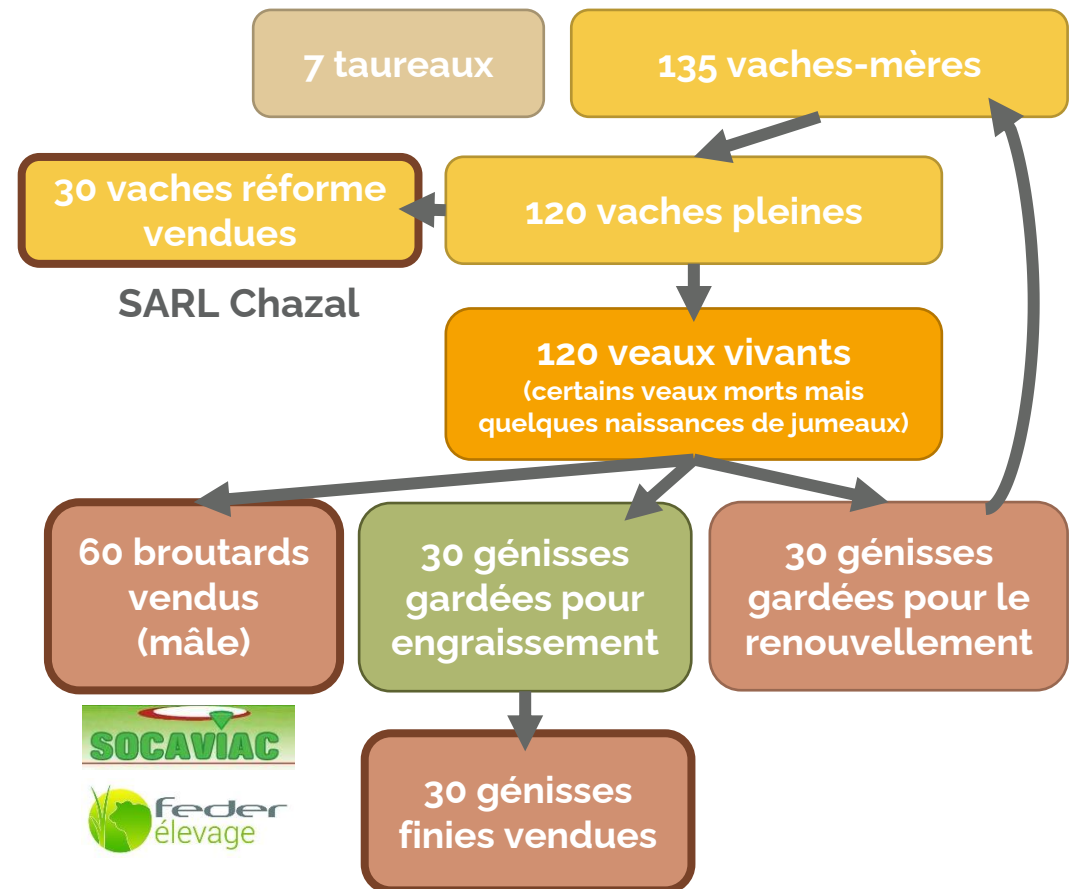 7 taureaux
135 vaches-mères
30 vaches réforme
vendues
120 vaches pleines
SARL Chazal
120 veaux vivants
(certains veaux morts mais
quelques naissances de jumeaux)
60 broutards
vendus
(mâle)
30 génisses
gardées pour
engraissement
30 génisses
gardées pour le
renouvellement
SOCAVIAC
feder
élevage
30 génisses
finies vendues